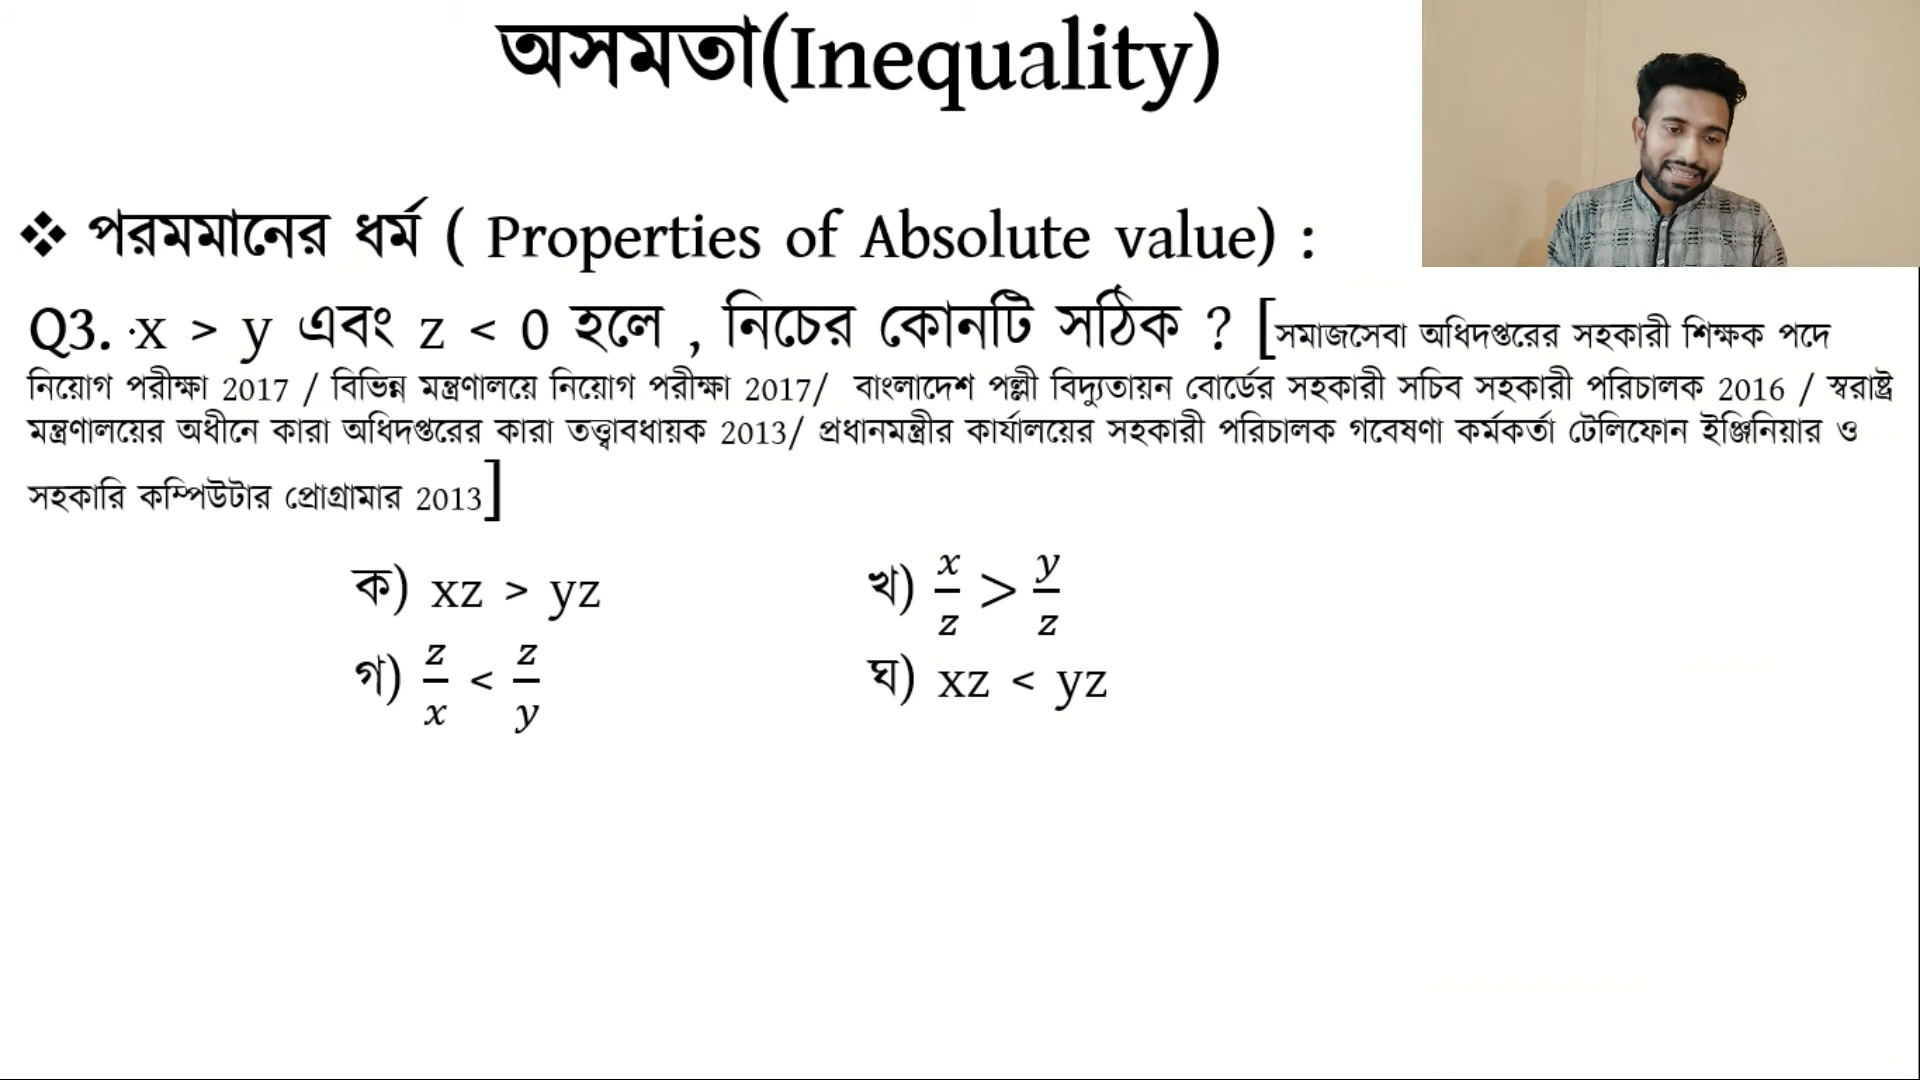 অসমতা(Inequality)
❖ পরমমানের ধর্ম ( Properties of Absolute value) :
Q3. x > y এবং z < 0 হলে , নিচের কোনটি সঠিক ? [সমাজসেবা অধিদপ্তরের সহকারী শিক্ষক পদে
নিয়োগ পরীক্ষা 2017 / বিভিন্ন মন্ত্রণালয়ে নিয়োগ পরীক্ষা 2017/ বাংলাদেশ পল্লী বিদ্যুতায়ন বোর্ডের সহকারী সচিব সহকারী পরিচালক 2016 / স্বরাষ্ট্র
মন্ত্রণালয়ের অধীনে কারা অধিদপ্তরের কারা তত্ত্বাবধায়ক 2013/ প্রধানমন্ত্রীর কার্যালয়ের সহকারী পরিচালক গবেষণা কর্মকর্তা টেলিফোন ইঞ্জিনিয়ার ও
সহকারি কম্পিউটার প্রোগ্রামার 2013]
ক) xz > yz খ) x/z > y/z
গ) z/x < z/y ঘ) xz < yz